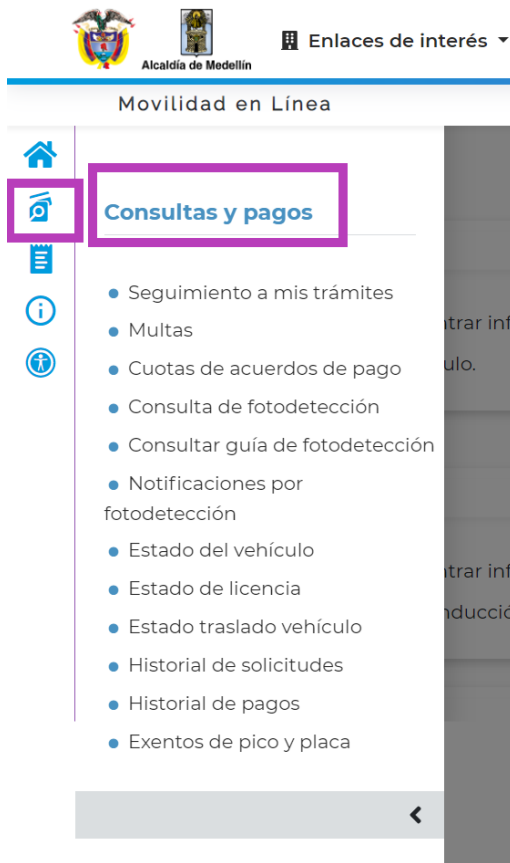 Alcaldía de Medellín
Enlaces de interés
Movilidad en Línea
Consultas y pagos
Seguimiento a mis trámites
Multas
Cuotas de acuerdos de pago
Consulta de fotodetección
Consultar guía de fotodetección
Notificaciones por
fotodetección
Estado del vehículo
Estado de licencia
Estado traslado vehículo
Historial de solicitudes
Historial de pagos
Exentos de pico y placa